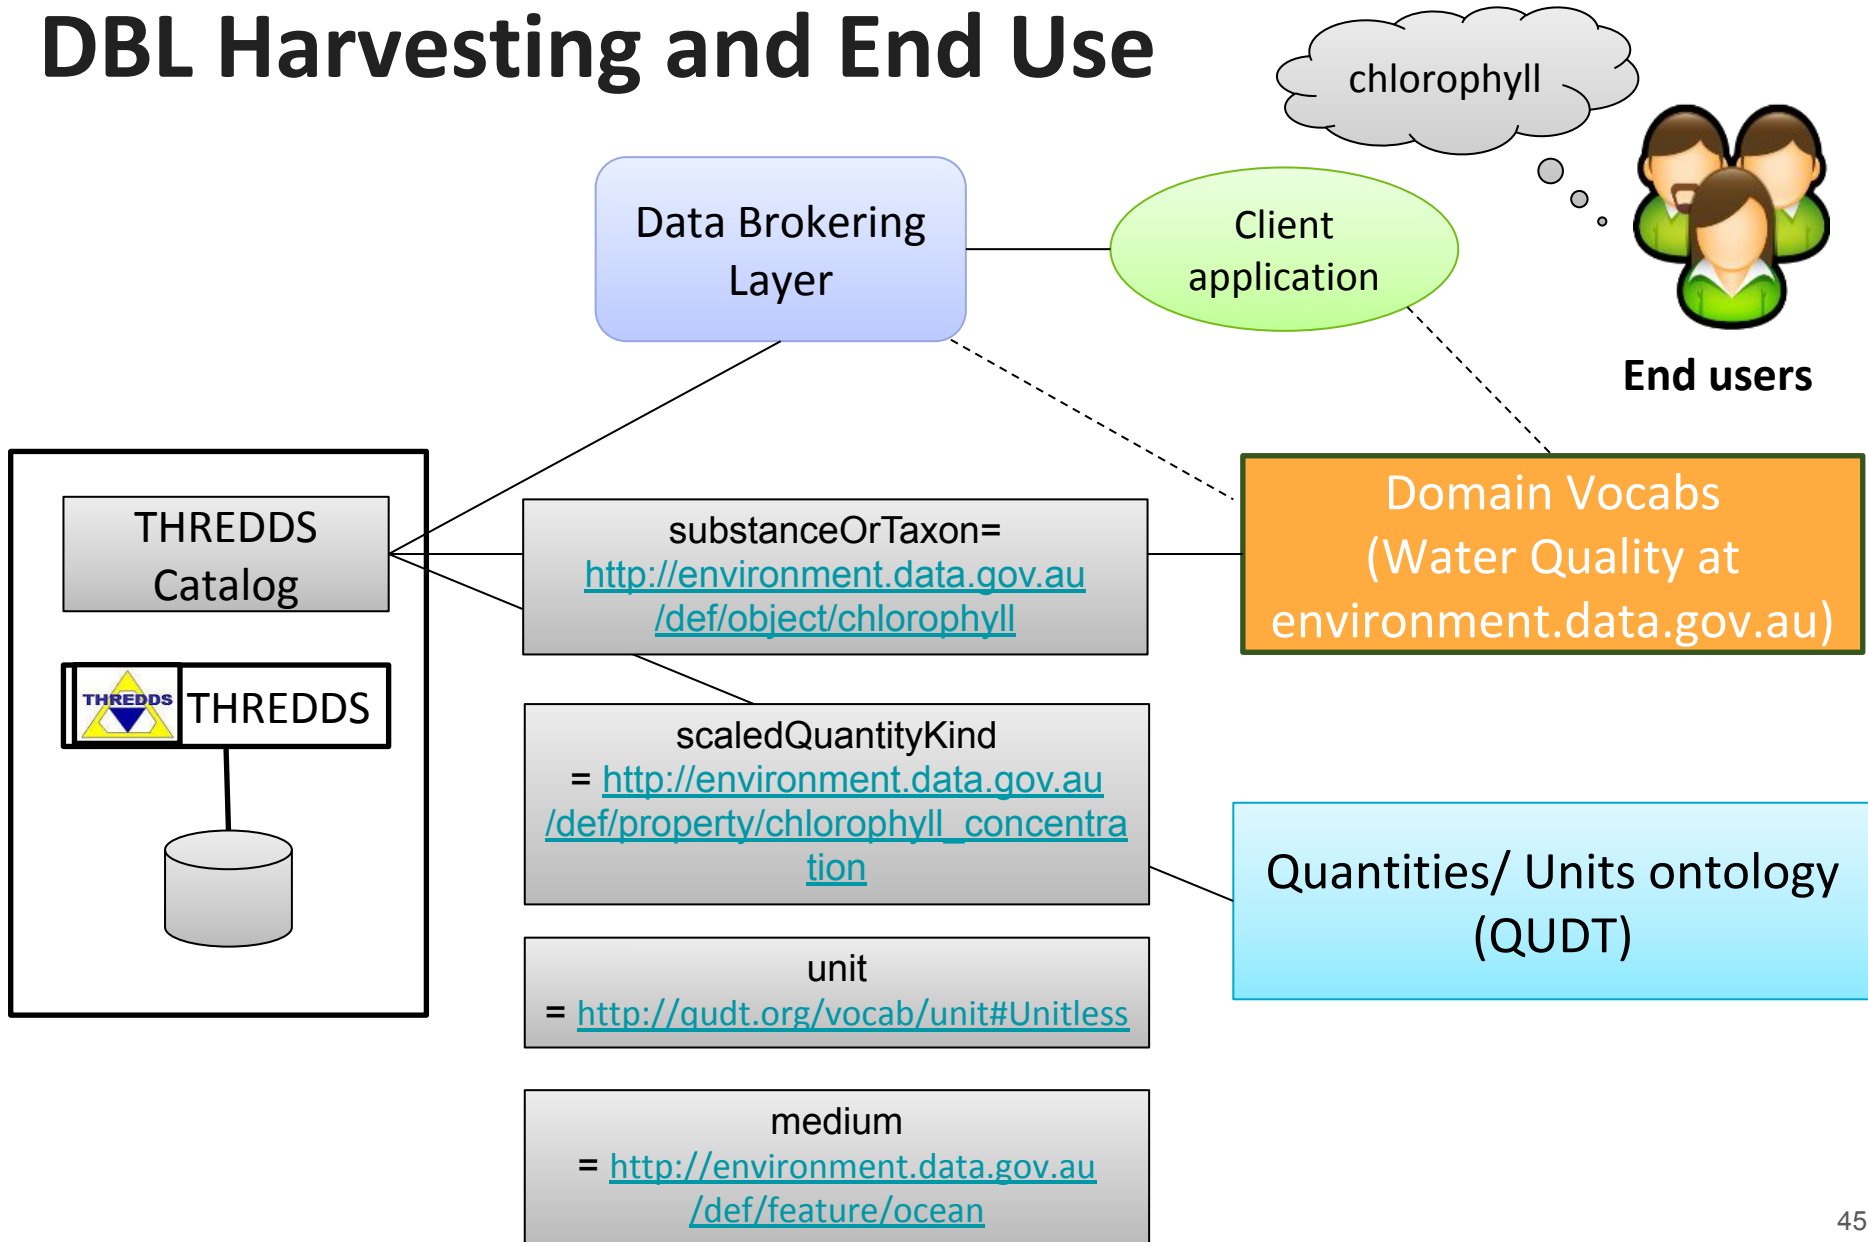 DBL Harvesting and End Use
chlorophyll
Data Brokering
Layer
Client
application
End users
THREDDS
Catalog
THREDDS
THREDDS
substanceOrTaxon=
http://environment.data.gov.au
/def/object/chlorophyll
Domain Vocabs
(Water Quality at
environment.data.gov.au)
scaledQuantityKind
= http://environment.data.gov.au
/def/property/chlorophyll_concentra
tion
Quantities/ Units ontology
(QUDT)
unit
= http://qudt.org/vocab/unit#Unitless
medium
= http://environment.data.gov.au
/def/feature/ocean
45